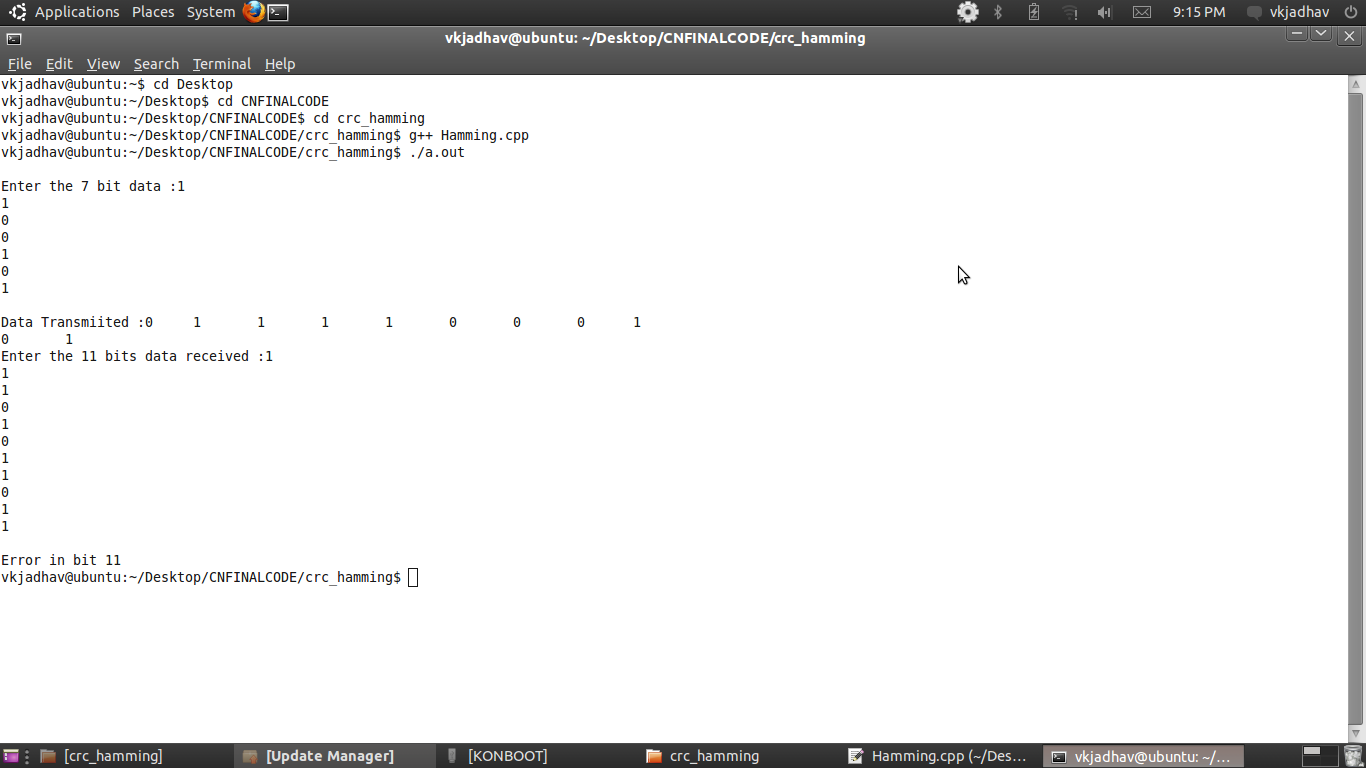 Applications Places System 9:15 PM vkjadhav
vkjadhav@ubuntu: ~/Desktop/CNFINALCODE/crc_hamming
File Edit View Search Terminal Help
vkjadhav@ubuntu:~$ cd Desktop
vkjadhav@ubuntu:~/Desktop$ cd CNFINALCODE
vkjadhav@ubuntu:~/Desktop/CNFINALCODE$ cd crc_hamming
vkjadhav@ubuntu:~/Desktop/CNFINALCODE/crc_hamming$ g++ Hamming.cpp
vkjadhav@ubuntu:~/Desktop/CNFINALCODE/crc_hamming$ ./a.out
Enter the 7 bit data :1
1
0
0
1
0
1
Data Transmiited :0 1 1 1 1 0 0 0 1
0 1
Enter the 11 bits data received :1
1
1
0
1
0
1
1
0
1
1
Error in bit 11
vkjadhav@ubuntu:~/Desktop/CNFINALCODE/crc_hamming$
[crc_hamming] [Update Manager] [KONBOOT] crc_hamming Hamming.cpp (~/Des... vkjadhav@ubuntu: ~/...